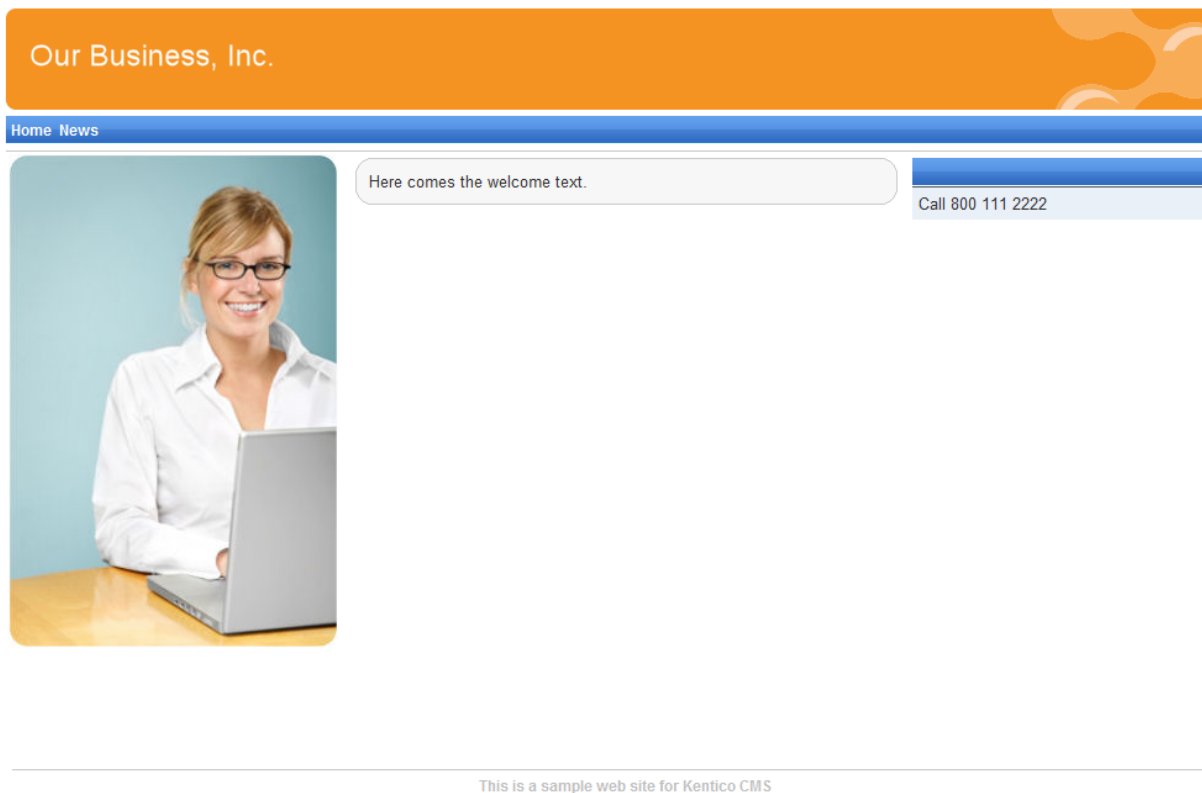 Our Business, Inc.
Home News
Here comes the welcome text.
Call 800 111 2222
This is a sample web site for Kentico CMS